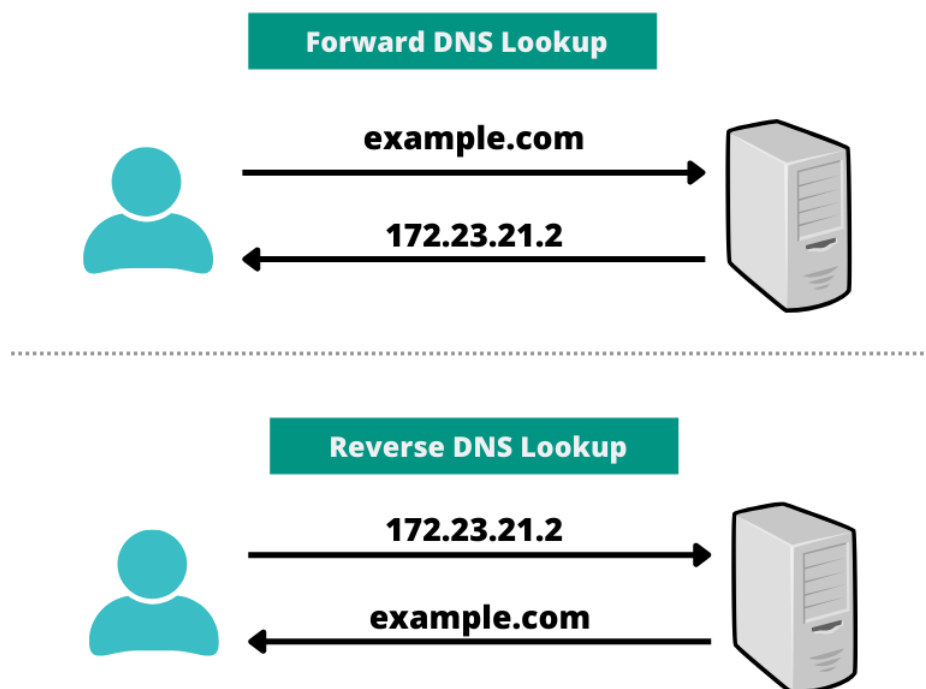 Forward DNS Lookup
example.com
172.23.21.2
Reverse DNS Lookup
172.23.21.2
example.com